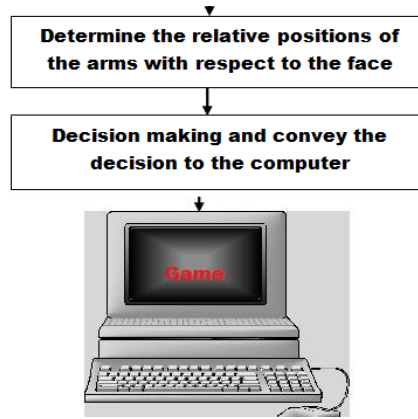 Determine the relative positions of
the arms with respect to the face
Decision making and convey the
decision to the computer
Game